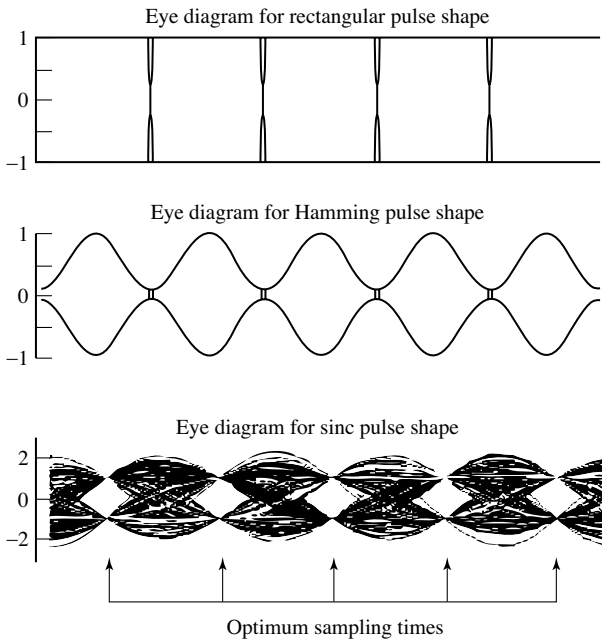 Eye diagram for rectangular pulse shape
1
0
–1
Eye diagram for Hamming pulse shape
1
0
–1
Eye diagram for sinc pulse shape
2
0
–2
Optimum sampling times